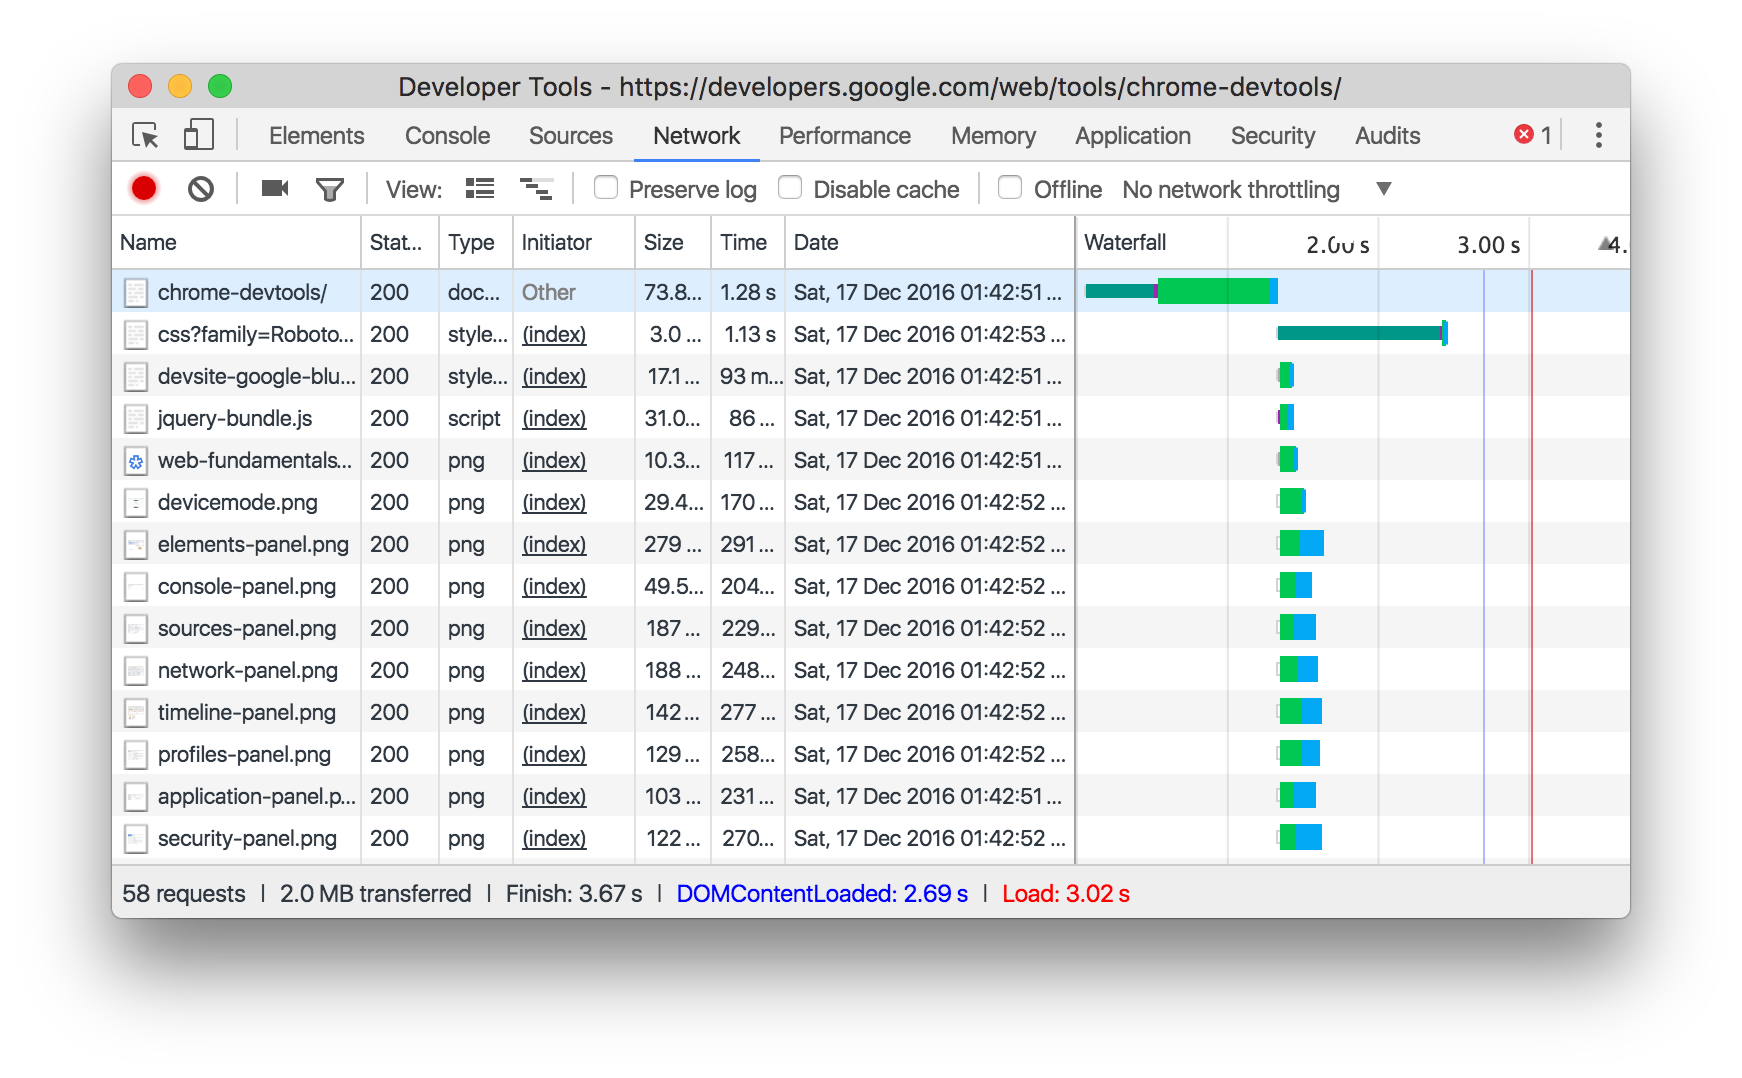 Developer Tools - https://developers.google.com/web/tools/chrome-devtools/
Elements Console Sources Network Performance Memory Application Security Audits 1
View: Preserve log Disable cache Offline No network throttling
Name Stat... Type Initiator Size Time Date Waterfall 2.00 s 3.00 s 4.
chrome-devtools/ 200 doc... Other 73.8... 1.28 s Sat, 17 Dec 2016 01:42:51 ...
css?family=Roboto... 200 style... (index) 3.0 ... 1.13 s Sat, 17 Dec 2016 01:42:53 ...
devsite-google-blu... 200 style... (index) 17.1 ... 93 m... Sat, 17 Dec 2016 01:42:51 ...
jquery-bundle.js 200 script (index) 31.0... 86 ... Sat, 17 Dec 2016 01:42:51 ...
web-fundamentals... 200 png (index) 10.3... 117 ... Sat, 17 Dec 2016 01:42:51 ...
devicemode.png 200 png (index) 29.4... 170 ... Sat, 17 Dec 2016 01:42:52 ...
elements-panel.png 200 png (index) 279 ... 291 ... Sat, 17 Dec 2016 01:42:52 ...
console-panel.png 200 png (index) 49.5... 204... Sat, 17 Dec 2016 01:42:52 ...
sources-panel.png 200 png (index) 187 ... 229... Sat, 17 Dec 2016 01:42:52 ...
network-panel.png 200 png (index) 188 ... 248... Sat, 17 Dec 2016 01:42:52 ...
timeline-panel.png 200 png (index) 142 ... 277 ... Sat, 17 Dec 2016 01:42:52 ...
profiles-panel.png 200 png (index) 129 ... 258... Sat, 17 Dec 2016 01:42:52 ...
application-panel.p... 200 png (index) 103 ... 231 ... Sat, 17 Dec 2016 01:42:51 ...
security-panel.png 200 png (index) 122 ... 270... Sat, 17 Dec 2016 01:42:52 ...
58 requests | 2.0 MB transferred | Finish: 3.67 s | DOMContentLoaded: 2.69 s | Load: 3.02 s